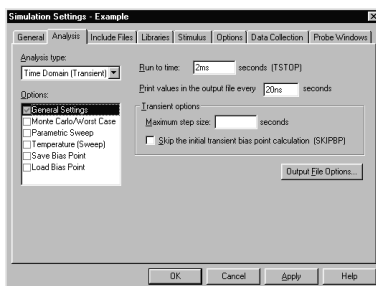 Simulation Settings - Example
General Analysis Include Files Libraries Stimulus Options Data Collection Probe Windows
Analysis type:
Time Domain (Transient)
Options:
General Settings
Monte Carlo/Worst Case
Parametric Sweep
Temperature (Sweep)
Save Bias Point
Load Bias Point
Run to time: 2ms seconds (TSTOP)
Print values in the output file every 20ns seconds
Transient options
Maximum step size: seconds
Skip the initial transient bias point calculation (SKIPBP)
Output File Options...
OK Cancel Apply Help